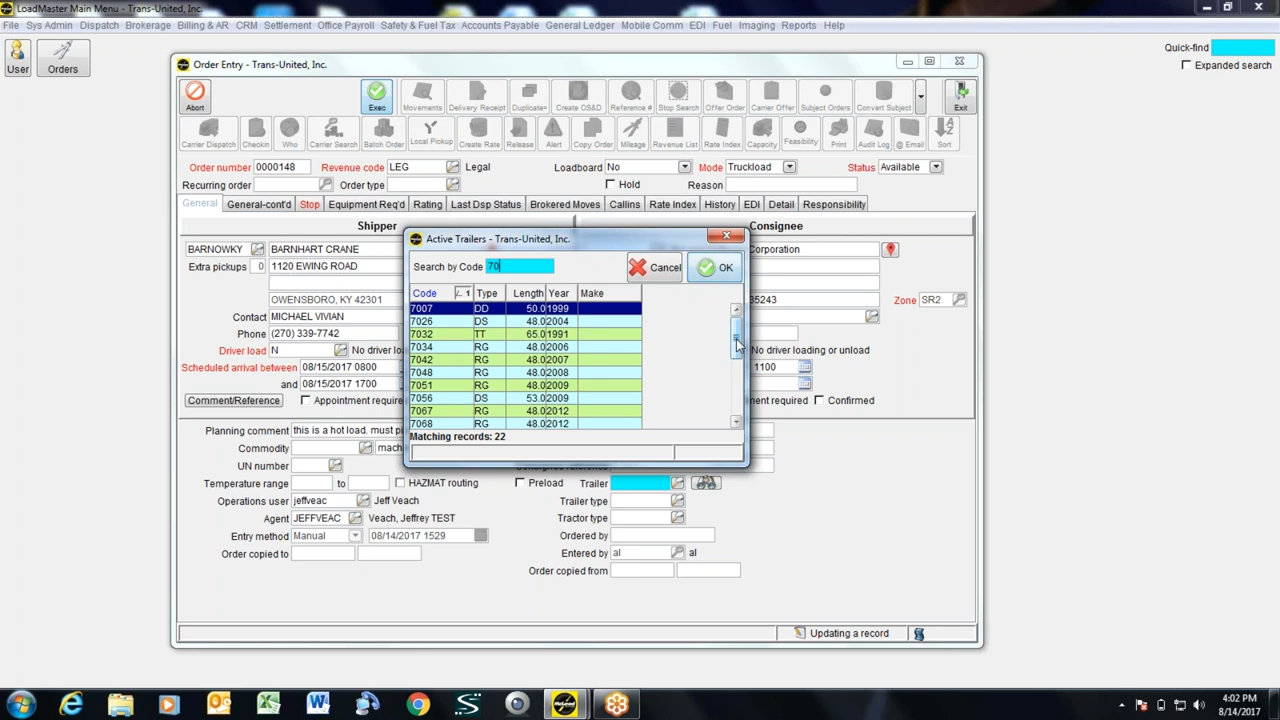 LoadMaster Main Menu - Trans-United, Inc.
File Sys Admin Dispatch Brokerage Billing & AR CRM Settlement Office Payroll Safety & Fuel Tax Accounts Payable General Ledger Mobile Comm EDI Fuel Imaging Reports Help
User Orders
Quick-find
Expanded search
Order Entry - Trans-United, Inc.
Abort Exec Movements Delivery Receipt Duplicate= Create OS&D Reference # Stop Search Offer Order Carrier Offer Subject Orders Convert Subject Exit
Carrier Dispatch Checkin Who Carrier Search Batch Order Local Pickup Create Rate Release Alert Copy Order Mileage Revenue List Rate Index Capacity Feasibility Print Audit Log @ Email Sort
Order number 0000148 Revenue code LEG Legal Loadboard No Mode Truckload Status Available
Recurring order Order type Hold Reason
General General-cont'd Stop Equipment Req'd Rating Last Dsp Status Brokered Moves Callins Rate Index History EDI Detail Responsibility
Shipper Consignee
BARNOWKY BARNHART CRANE Corporation
Extra pickups 0 1120 EWING ROAD
OWENSBORO, KY 42301 35243 Zone SR2
Contact MICHAEL VIVIAN
Phone (270) 339-7742
Driver load N No driver load No driver loading or unload
Scheduled arrival between 08/15/2017 0800 1100
and 08/15/2017 1700
Comment/Reference Appointment require ment required Confirmed
Planning comment this is a hot load. must pi
Commodity mach
UN number
Temperature range to HAZMAT routing Preload Trailer
Operations user jeffveac Jeff Veach Trailer type
Agent JEFFVEAC Veach, Jeffrey TEST Tractor type
Entry method Manual 08/14/2017 1529 Ordered by
Order copied to Entered by al al
Order copied from
Updating a record
Active Trailers - Trans-United, Inc.
Search by Code 70 Cancel OK
Code 1 Type Length Year Make
7007 DD 50.0 1999
7026 DS 48.0 2004
7032 TT 65.0 1991
7034 RG 48.0 2006
7042 RG 48.0 2007
7048 RG 48.0 2008
7051 RG 48.0 2009
7056 DS 53.0 2009
7067 RG 48.0 2012
7068 RG 48.0 2012
Matching records: 22
4:02 PM
8/14/2017